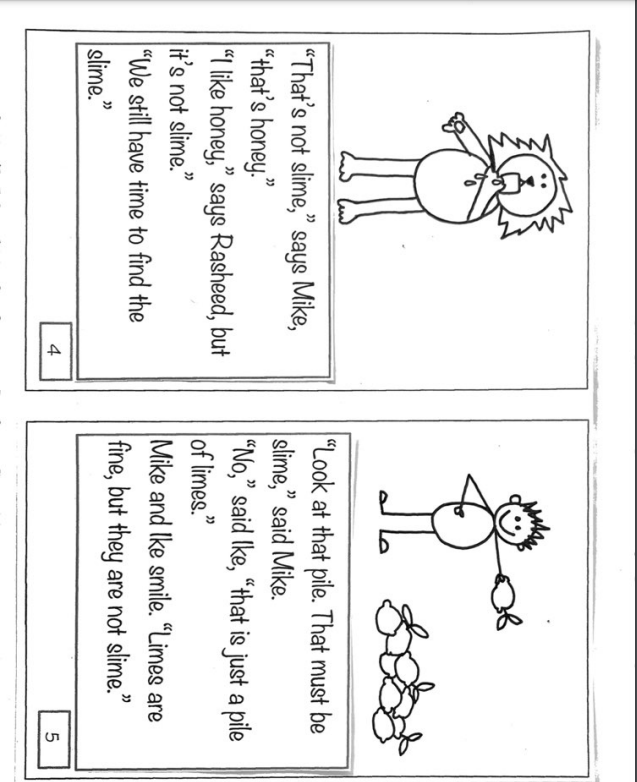 “That’s not slime,” says Mike,
“that’s honey.”
“I like honey,” says Rasheed, but
it’s not slime.”
“We still have time to find the
slime.”
4
“Look at that pile. That must be
slime,” said Mike.
“No,” said Ike, “that is just a pile
of limes.”
Mike and Ike smile. “Limes are
fine, but they are not slime.”
5